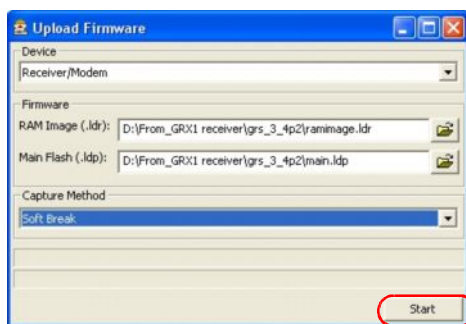 Upload Firmware
Device
Receiver/Modem
Firmware
RAM Image (.ldr): D:\From_GRX1 receiver\grs_3_4p2\ramimage.ldr
Main Flash (.ldp): D:\From_GRX1 receiver\grs_3_4p2\main.ldp
Capture Method
Soft Break
Start